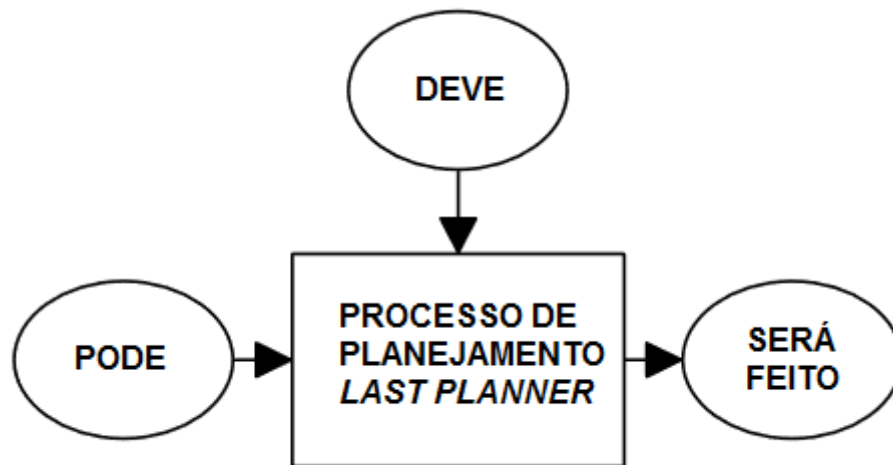 DEVE
PODE
PROCESSO DE
PLANEJAMENTO
LAST PLANNER
SERÁ
FEITO